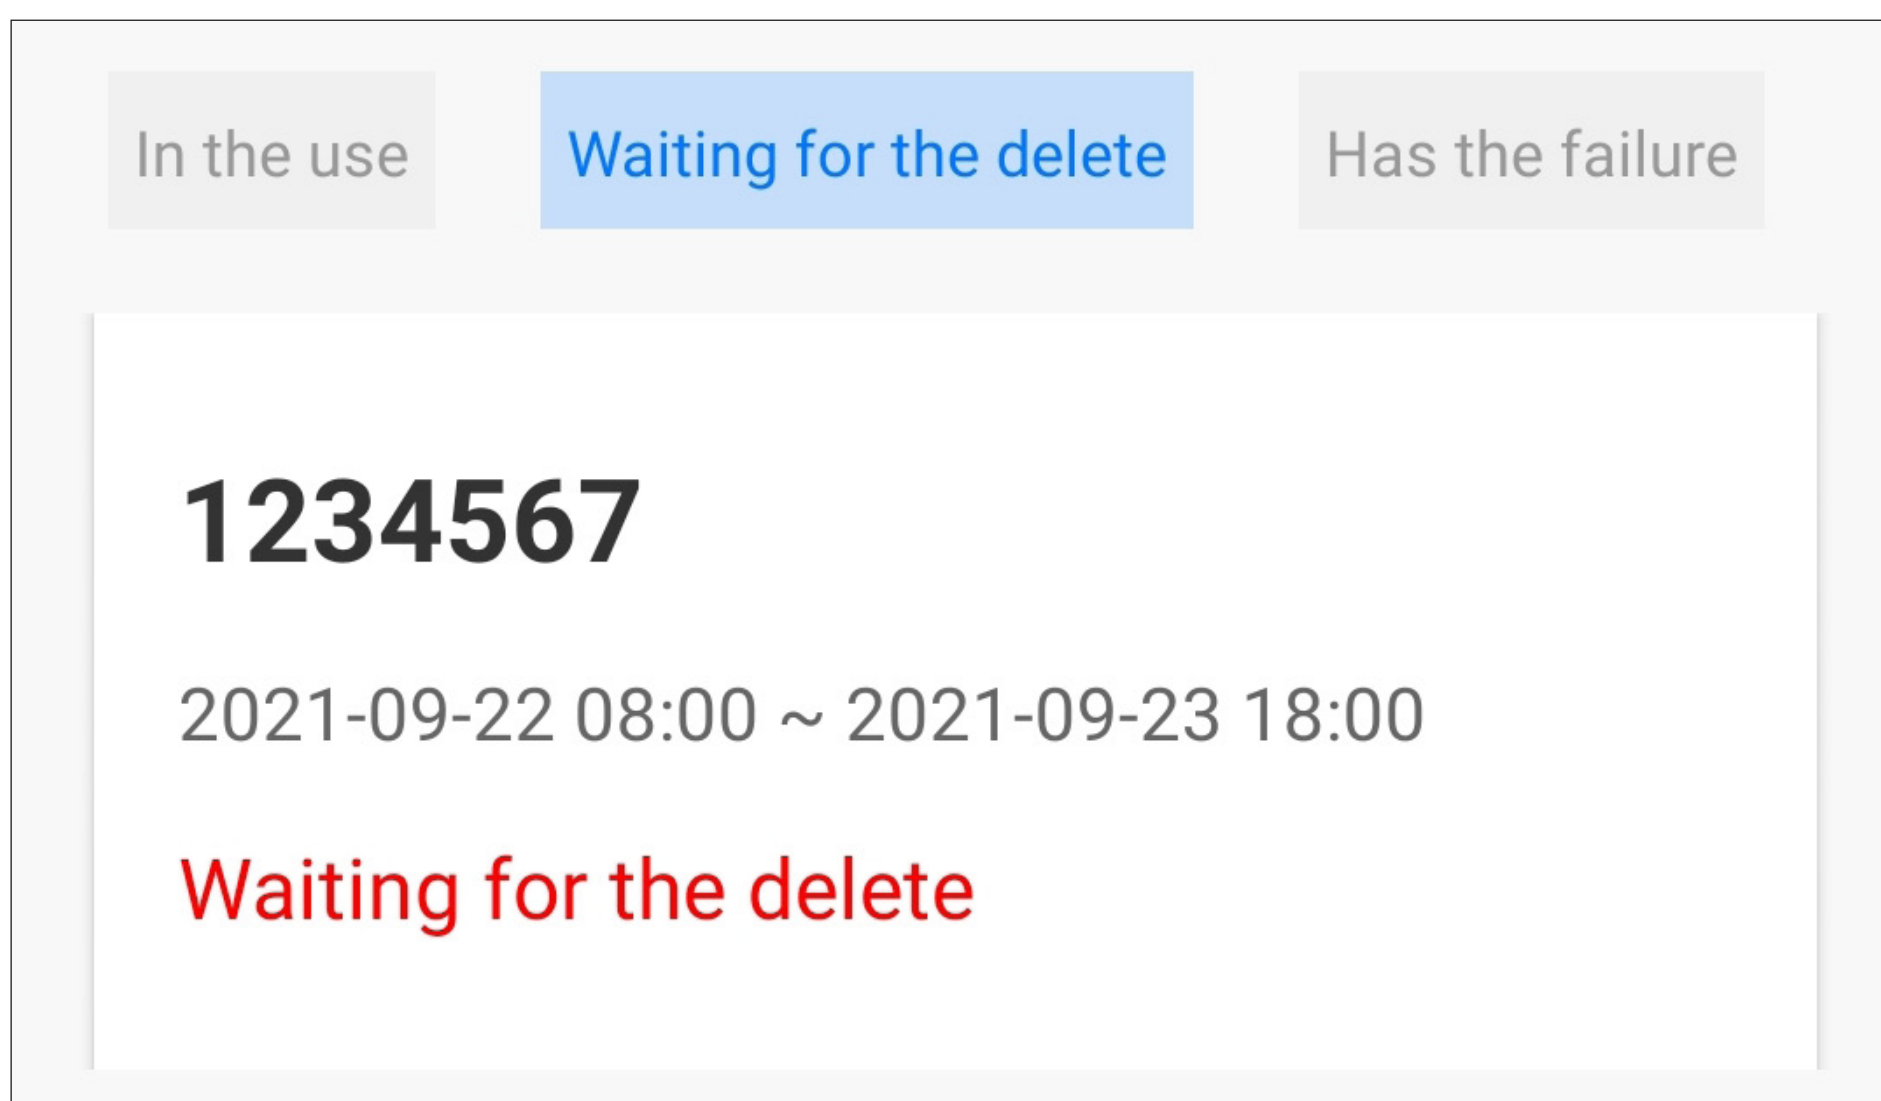 In the use Waiting for the delete Has the failure
1234567
2021-09-22 08:00 ~ 2021-09-23 18:00
Waiting for the delete